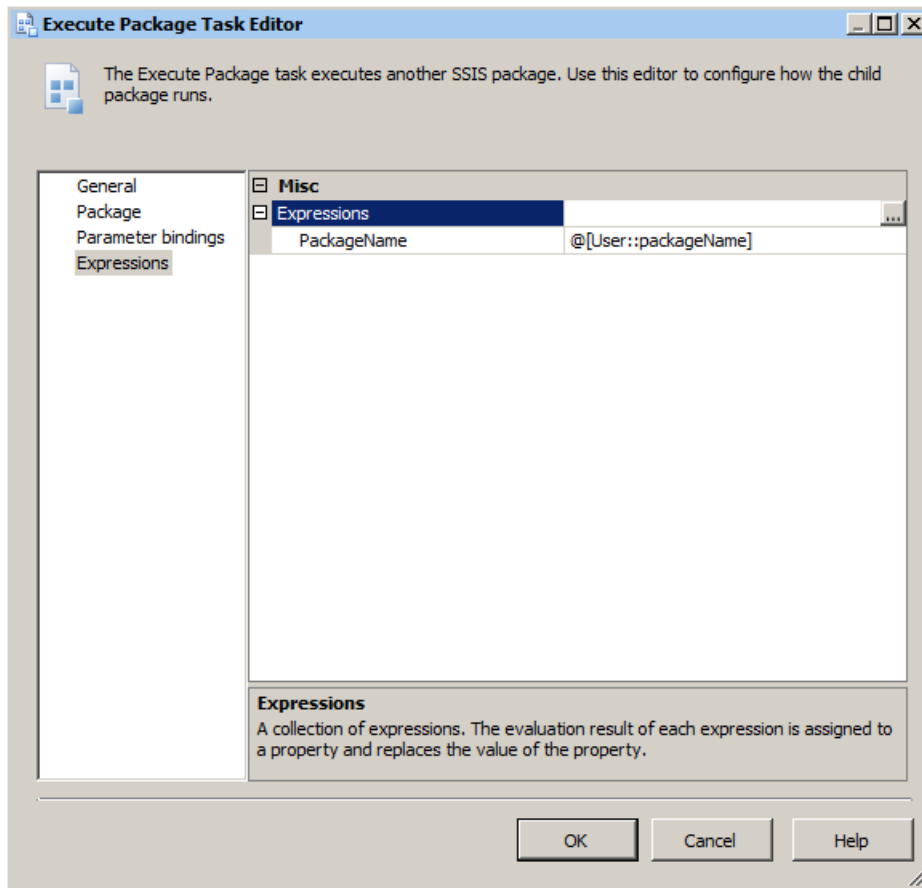 Execute Package Task Editor
The Execute Package task executes another SSIS package. Use this editor to configure how the child
package runs.
General
Package
Parameter bindings
Expressions
Misc
Expressions
...
PackageName @[User::packageName]
Expressions
A collection of expressions. The evaluation result of each expression is assigned to
a property and replaces the value of the property.
OK Cancel Help